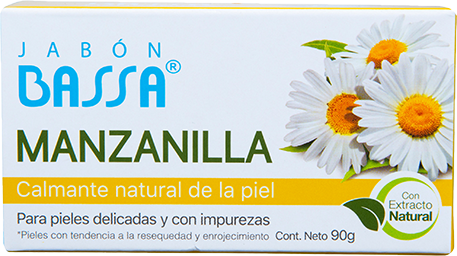 JABÓN
BASSA®
MANZANILLA
Calmante natural de la piel
Para pieles delicadas y con impurezas
*Pieles con tendencia a la resequedad y enrojecimiento
Cont. Neto 90g
Con
Extracto
Natural